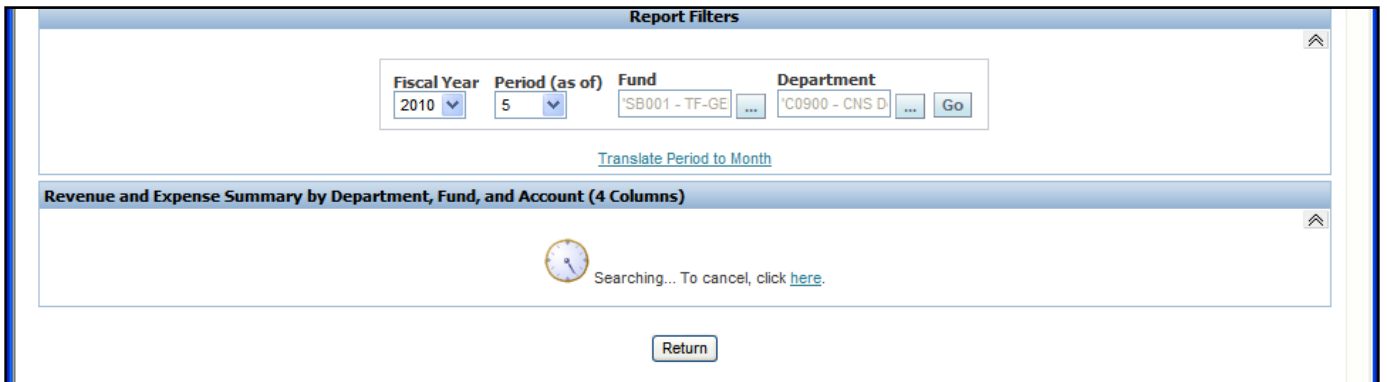 Report Filters
Fiscal Year Period (as of) Fund Department
2010 5 'SB001 - TF-GE ... 'C0900 - CNS D ... Go
Translate Period to Month
Revenue and Expense Summary by Department, Fund, and Account (4 Columns)
Searching... To cancel, click here.
Return